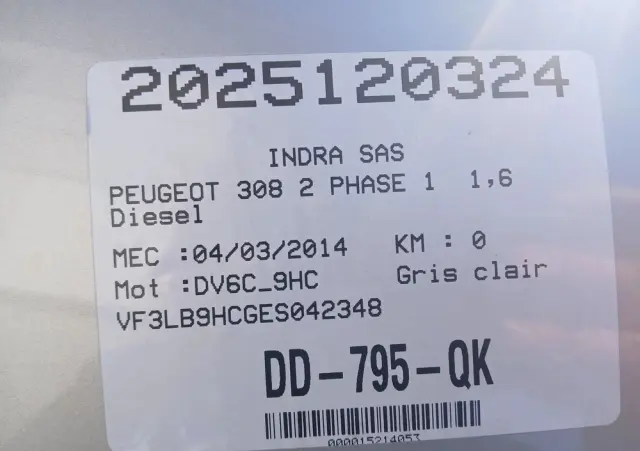 2025120324
INDRA SAS
PEUGEOT 308 2 PHASE 1 1,6
Diesel
MEC :04/03/2014 KM : 0
Mot :DV6C_9HC Gris clair
VF3LB9HCGES042348
DD-795-QK
000015214053